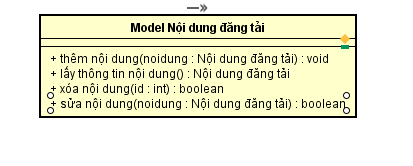 Model Nội dung đăng tải
+ thêm nội dung(noidung : Nội dung đăng tải) : void
+ lấy thông tin nội dung() : Nội dung đăng tải
+ xóa nội dung(id : int) : boolean
+ sửa nội dung(noidung : Nội dung đăng tải) : boolean